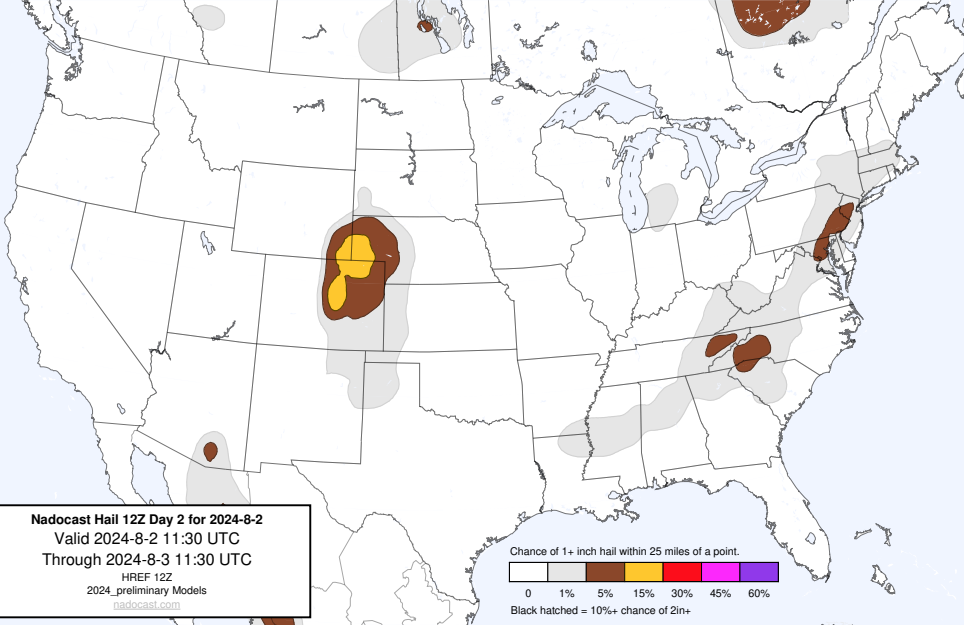 Nadocast Hail 12Z Day 2 for 2024-8-2
Valid 2024-8-2 11:30 UTC
Through 2024-8-3 11:30 UTC
HREF 12Z
2024_preliminary Models
nadocast.com
Chance of 1+ inch hail within 25 miles of a point.
0 1% 5% 15% 30% 45% 60%
Black hatched = 10%+ chance of 2in+